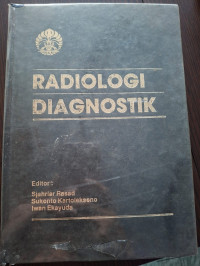 RADIOLOGI
DIAGNOSTIK
Editor:
Sjahriar Rasad
Sukonto Kartoleksono
Iwan Ekayuda